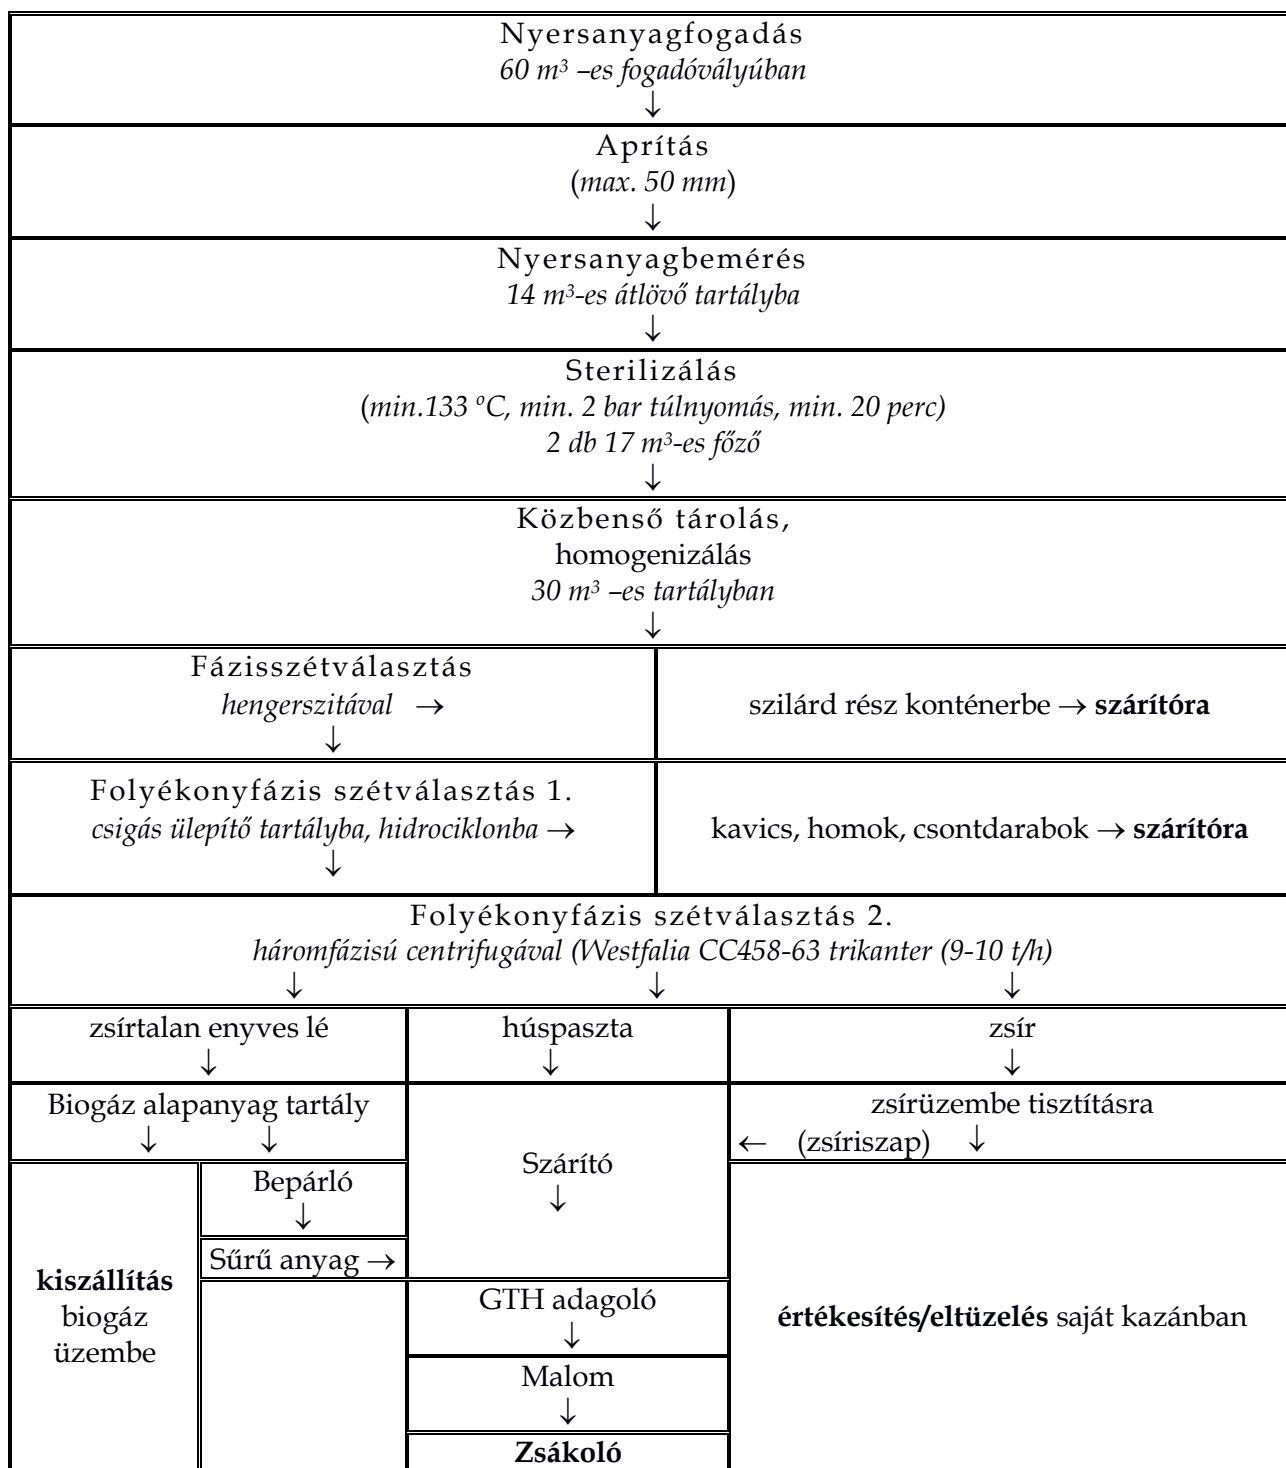 Nyersanyagfogadás
60 m³ –es fogadóvályúban
↓
Aprítás
(max. 50 mm)
↓
Nyersanyagbemérés
14 m³-es átlövő tartályba
↓
Sterilizálás
(min.133 ºC, min. 2 bar túlnyomás, min. 20 perc)
2 db 17 m³-es főző
↓
Közbenső tárolás,
homogenizálás
30 m³ –es tartályban
↓
Fázisszétválasztás
hengerszitával →
↓
szilárd rész konténerbe → szárítóra
Folyékonyfázis szétválasztás 1.
csigás ülepítő tartályba, hidrociklonba →
↓
kavics, homok, csontdarabok → szárítóra
Folyékonyfázis szétválasztás 2.
háromfázisú centrifugával (Westfalia CC458-63 trikanter (9-10 t/h)
↓ ↓ ↓
zsírtalan enyves lé
↓
húspaszta
↓
zsír
↓
Biogáz alapanyag tartály
↓ ↓
zsírüzembe tisztításra
← (zsíriszap) ↓
Szárító
↓
Bepárló
↓
Sűrű anyag →
kiszállítás
biogáz
üzembe
GTH adagoló
↓
értékesítés/eltüzelés saját kazánban
Malom
↓
Zsákoló